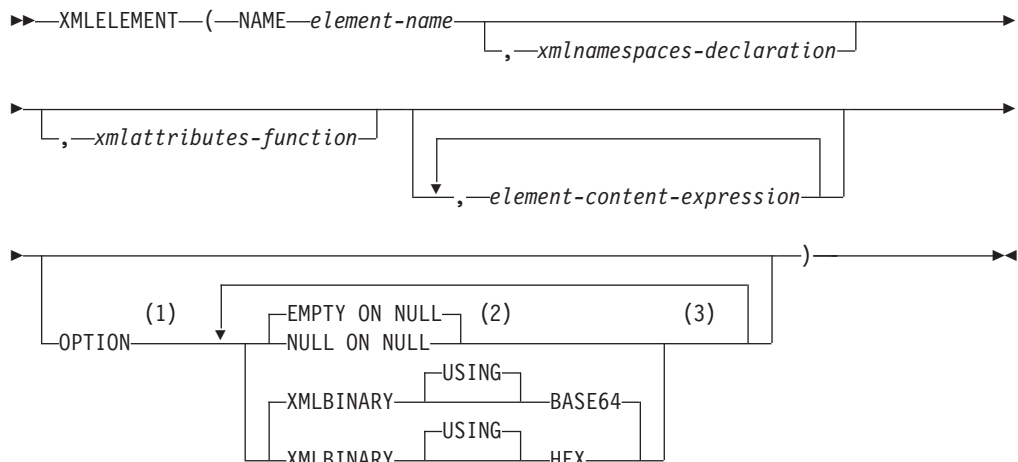 XMLELEMENT ( NAME element-name
, xmlnamespaces-declaration
, xmlattributes-function
, element-content-expression
)
OPTION (1)
EMPTY ON NULL (2) (3)
NULL ON NULL
USING
XMLBINARY BASE64
USING
XMLBINARY HEX